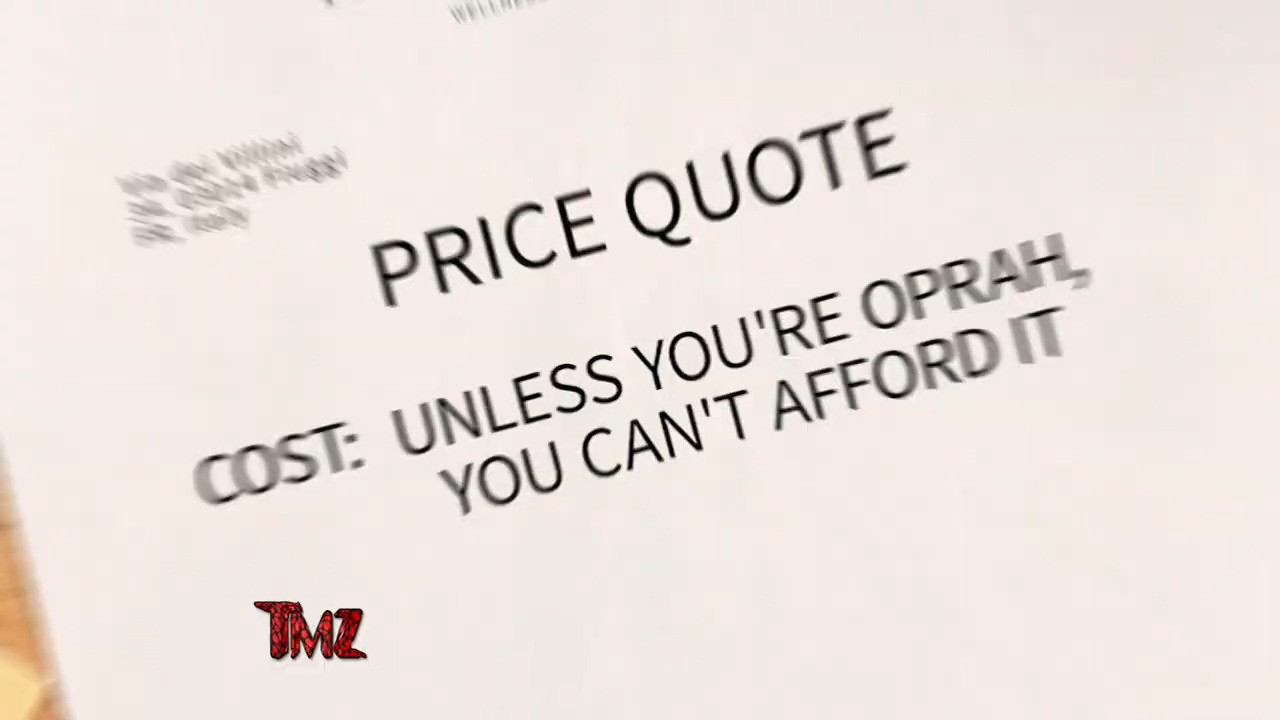 PRICE QUOTE
COST: UNLESS YOU'RE OPRAH,
YOU CAN'T AFFORD IT
TMZ